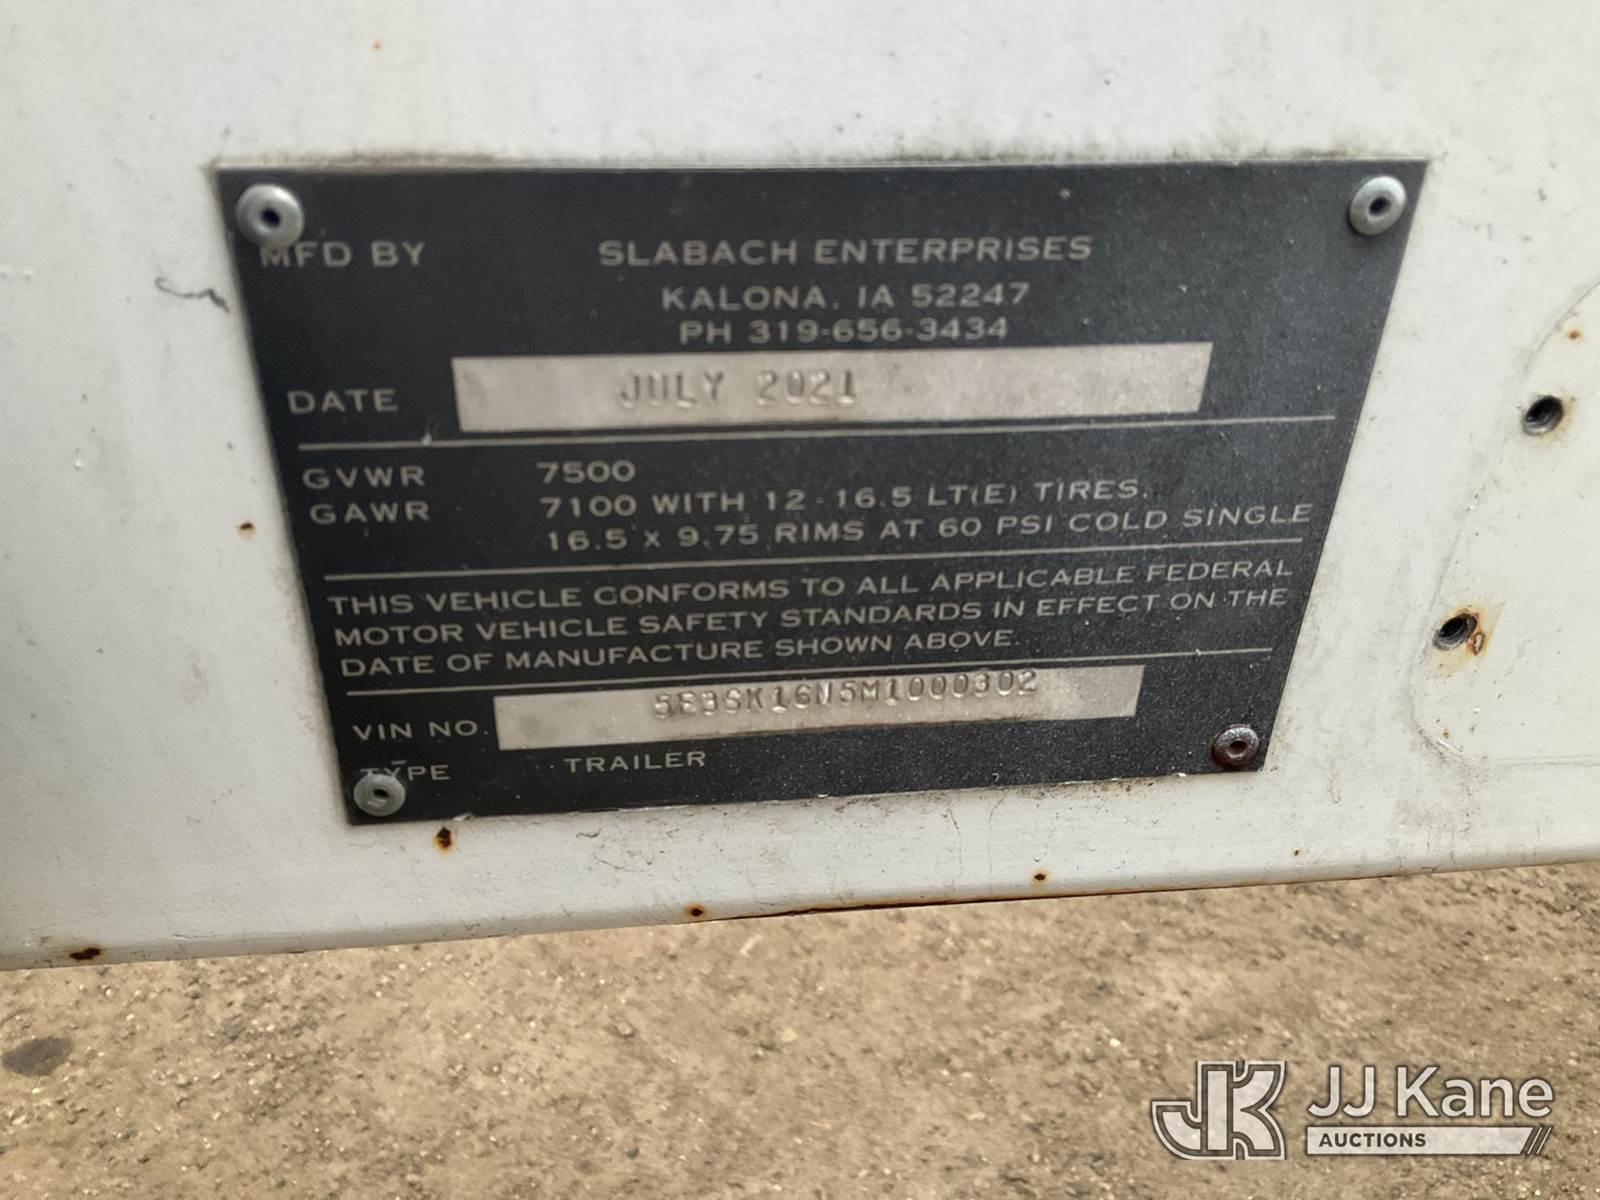 MFD BY SLABACH ENTERPRISES
KALONA, IA 52247
PH 319-656-3434
DATE JULY 2021
GVWR 7500
GAWR 7100 WITH 12-16.5 LT(E) TIRES,
16.5 X 9.75 RIMS AT 60 PSI COLD SINGLE
THIS VEHICLE CONFORMS TO ALL APPLICABLE FEDERAL
MOTOR VEHICLE SAFETY STANDARDS IN EFFECT ON THE
DATE OF MANUFACTURE SHOWN ABOVE.
VIN NO. 5E3SK16N5M1000302
TYPE TRAILER
JK JJ Kane
AUCTIONS